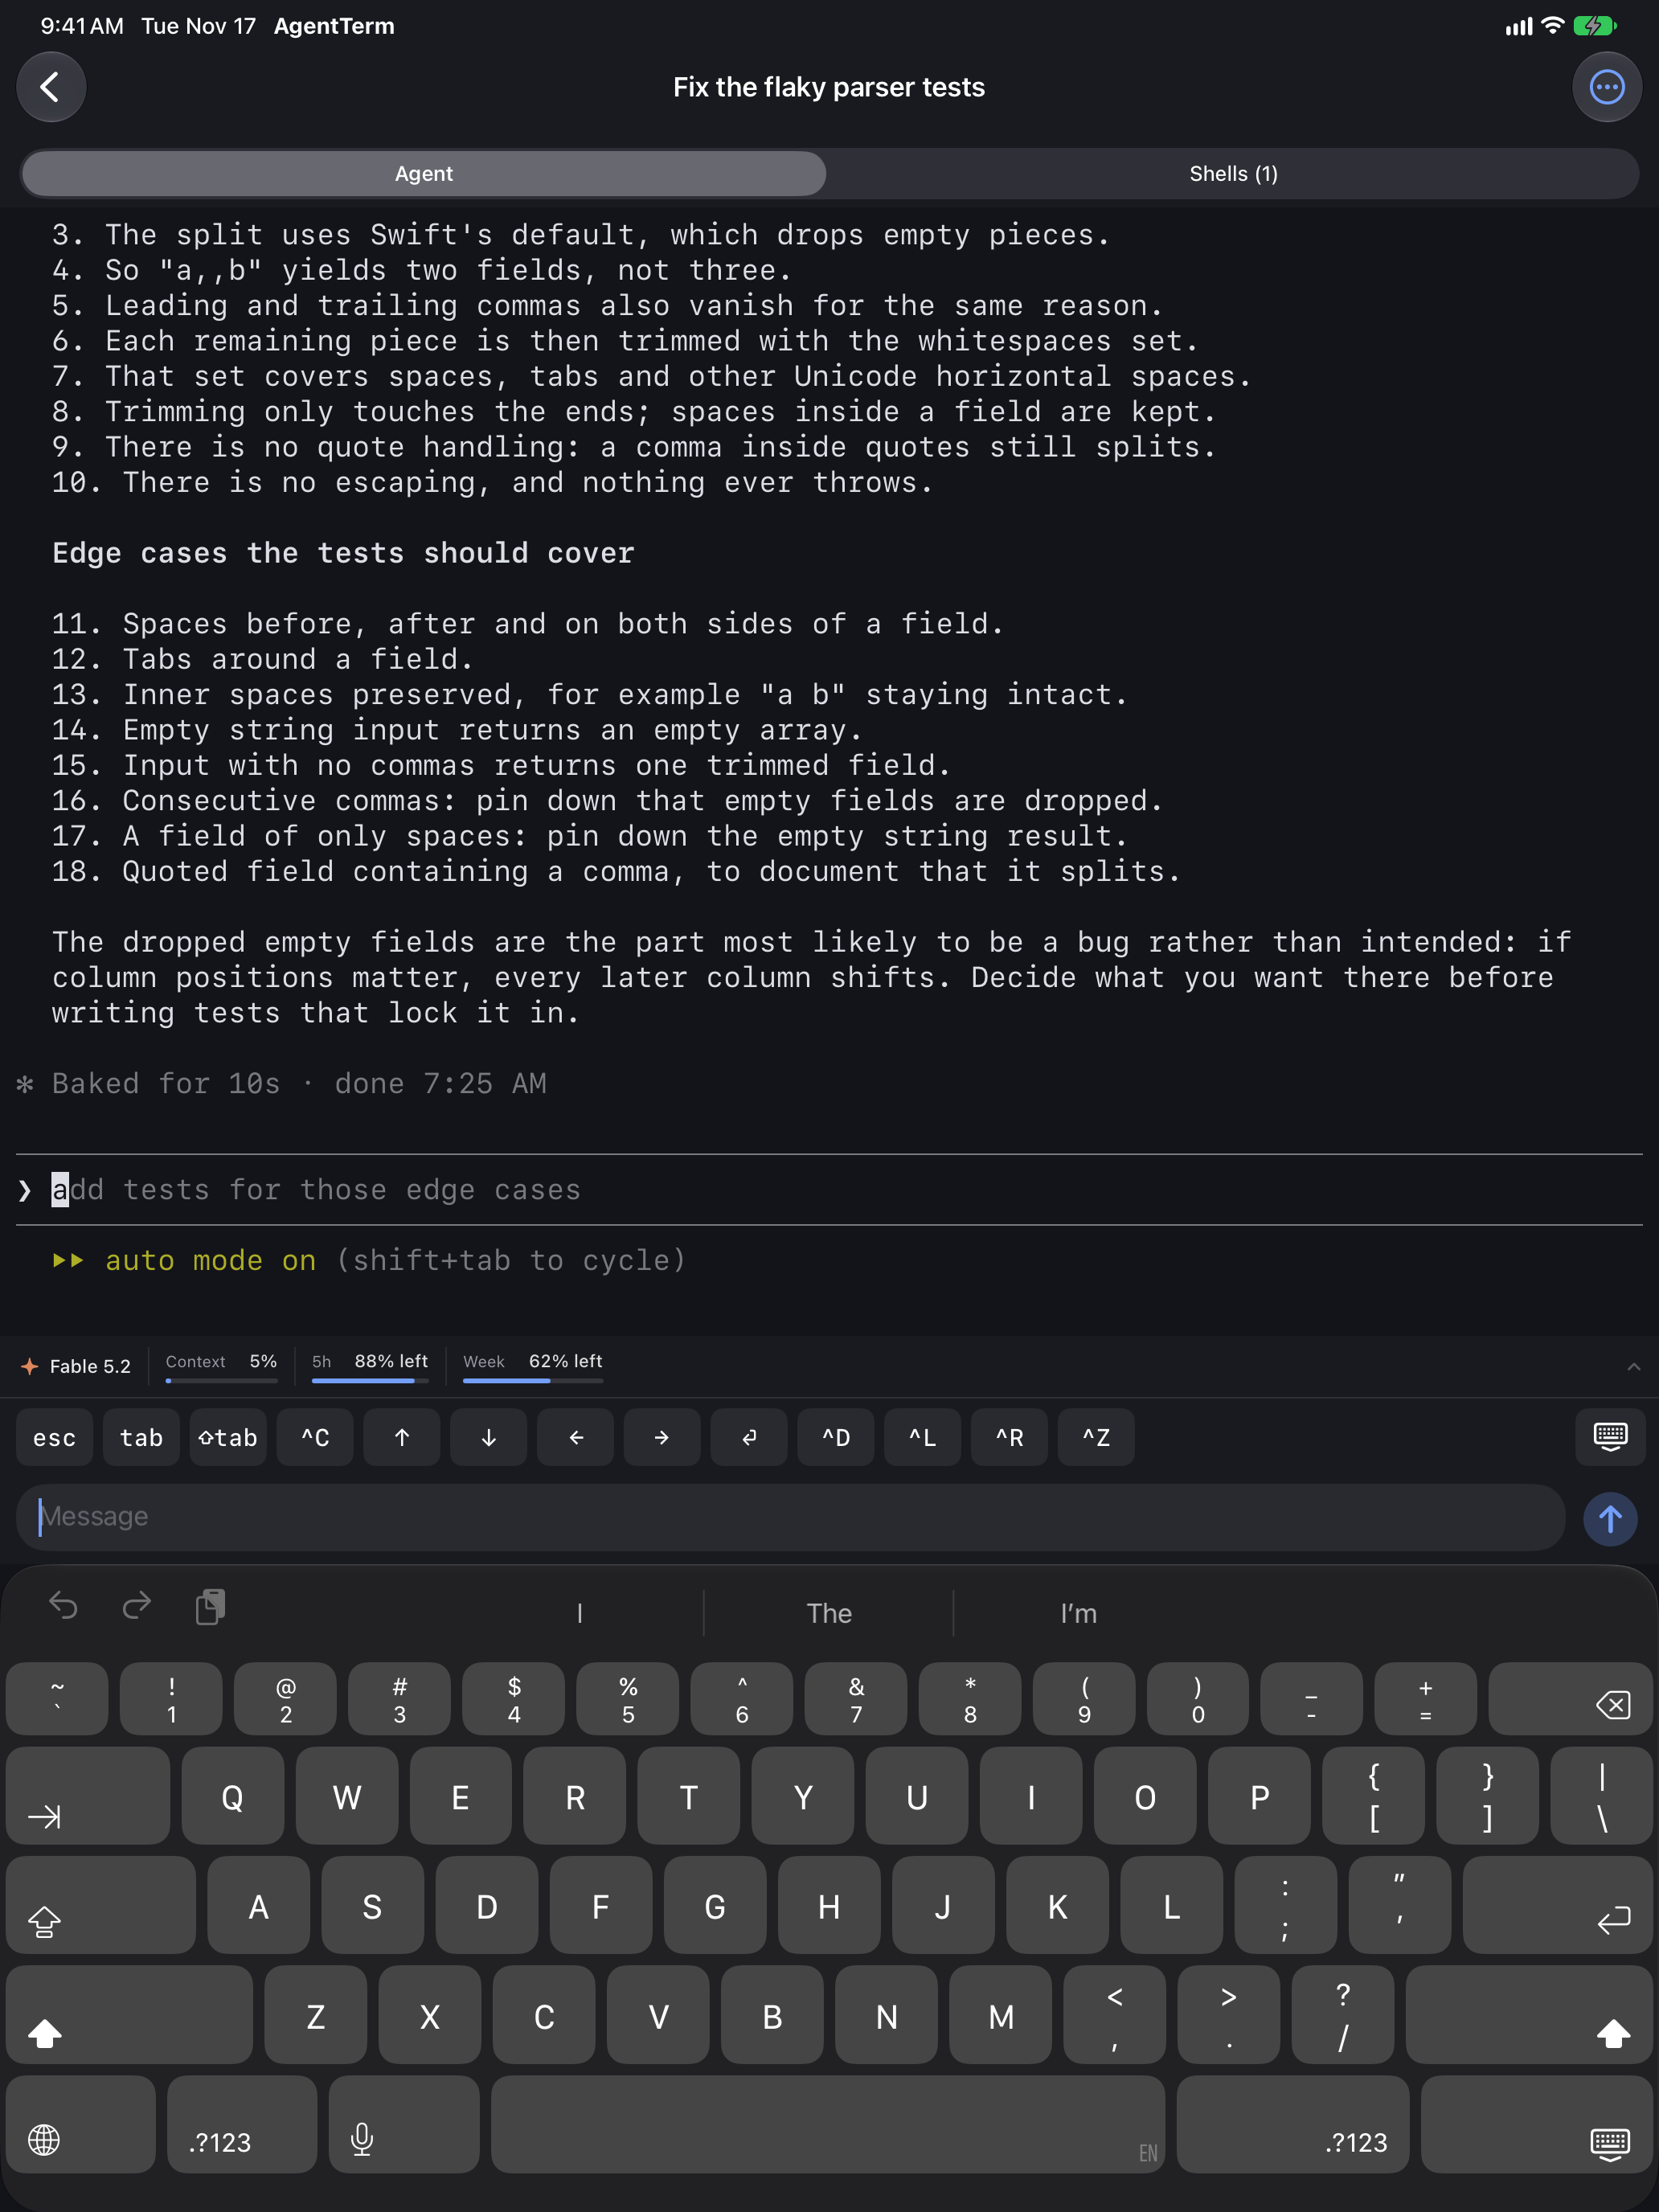 9:41 AM Tue Nov 17 AgentTerm
Fix the flaky parser tests
Agent
Shells (1)
3. The split uses Swift's default, which drops empty pieces.
4. So "a,,b" yields two fields, not three.
5. Leading and trailing commas also vanish for the same reason.
6. Each remaining piece is then trimmed with the whitespaces set.
7. That set covers spaces, tabs and other Unicode horizontal spaces.
8. Trimming only touches the ends; spaces inside a field are kept.
9. There is no quote handling: a comma inside quotes still splits.
10. There is no escaping, and nothing ever throws.
Edge cases the tests should cover
11. Spaces before, after and on both sides of a field.
12. Tabs around a field.
13. Inner spaces preserved, for example "a b" staying intact.
14. Empty string input returns an empty array.
15. Input with no commas returns one trimmed field.
16. Consecutive commas: pin down that empty fields are dropped.
17. A field of only spaces: pin down the empty string result.
18. Quoted field containing a comma, to document that it splits.
The dropped empty fields are the part most likely to be a bug rather than intended: if
column positions matter, every later column shifts. Decide what you want there before
writing tests that lock it in.
✻ Baked for 10s · done 7:25 AM
❯ add tests for those edge cases
▸▸ auto mode on (shift+tab to cycle)
Fable 5.2 Context 5% 5h 88% left Week 62% left
esc tab ⇧tab ^C ↑ ↓ ← → ⏎ ^D ^L ^R ^Z
Message
I The I'm
~ ! @ # $ % ^ & * ( ) _ +
` 1 2 3 4 5 6 7 8 9 0 - =
Q W E R T Y U I O P { } |
[ ] \
A S D F G H J K L : "
; '
Z X C V B N M < > ?
, . /
.?123 EN .?123